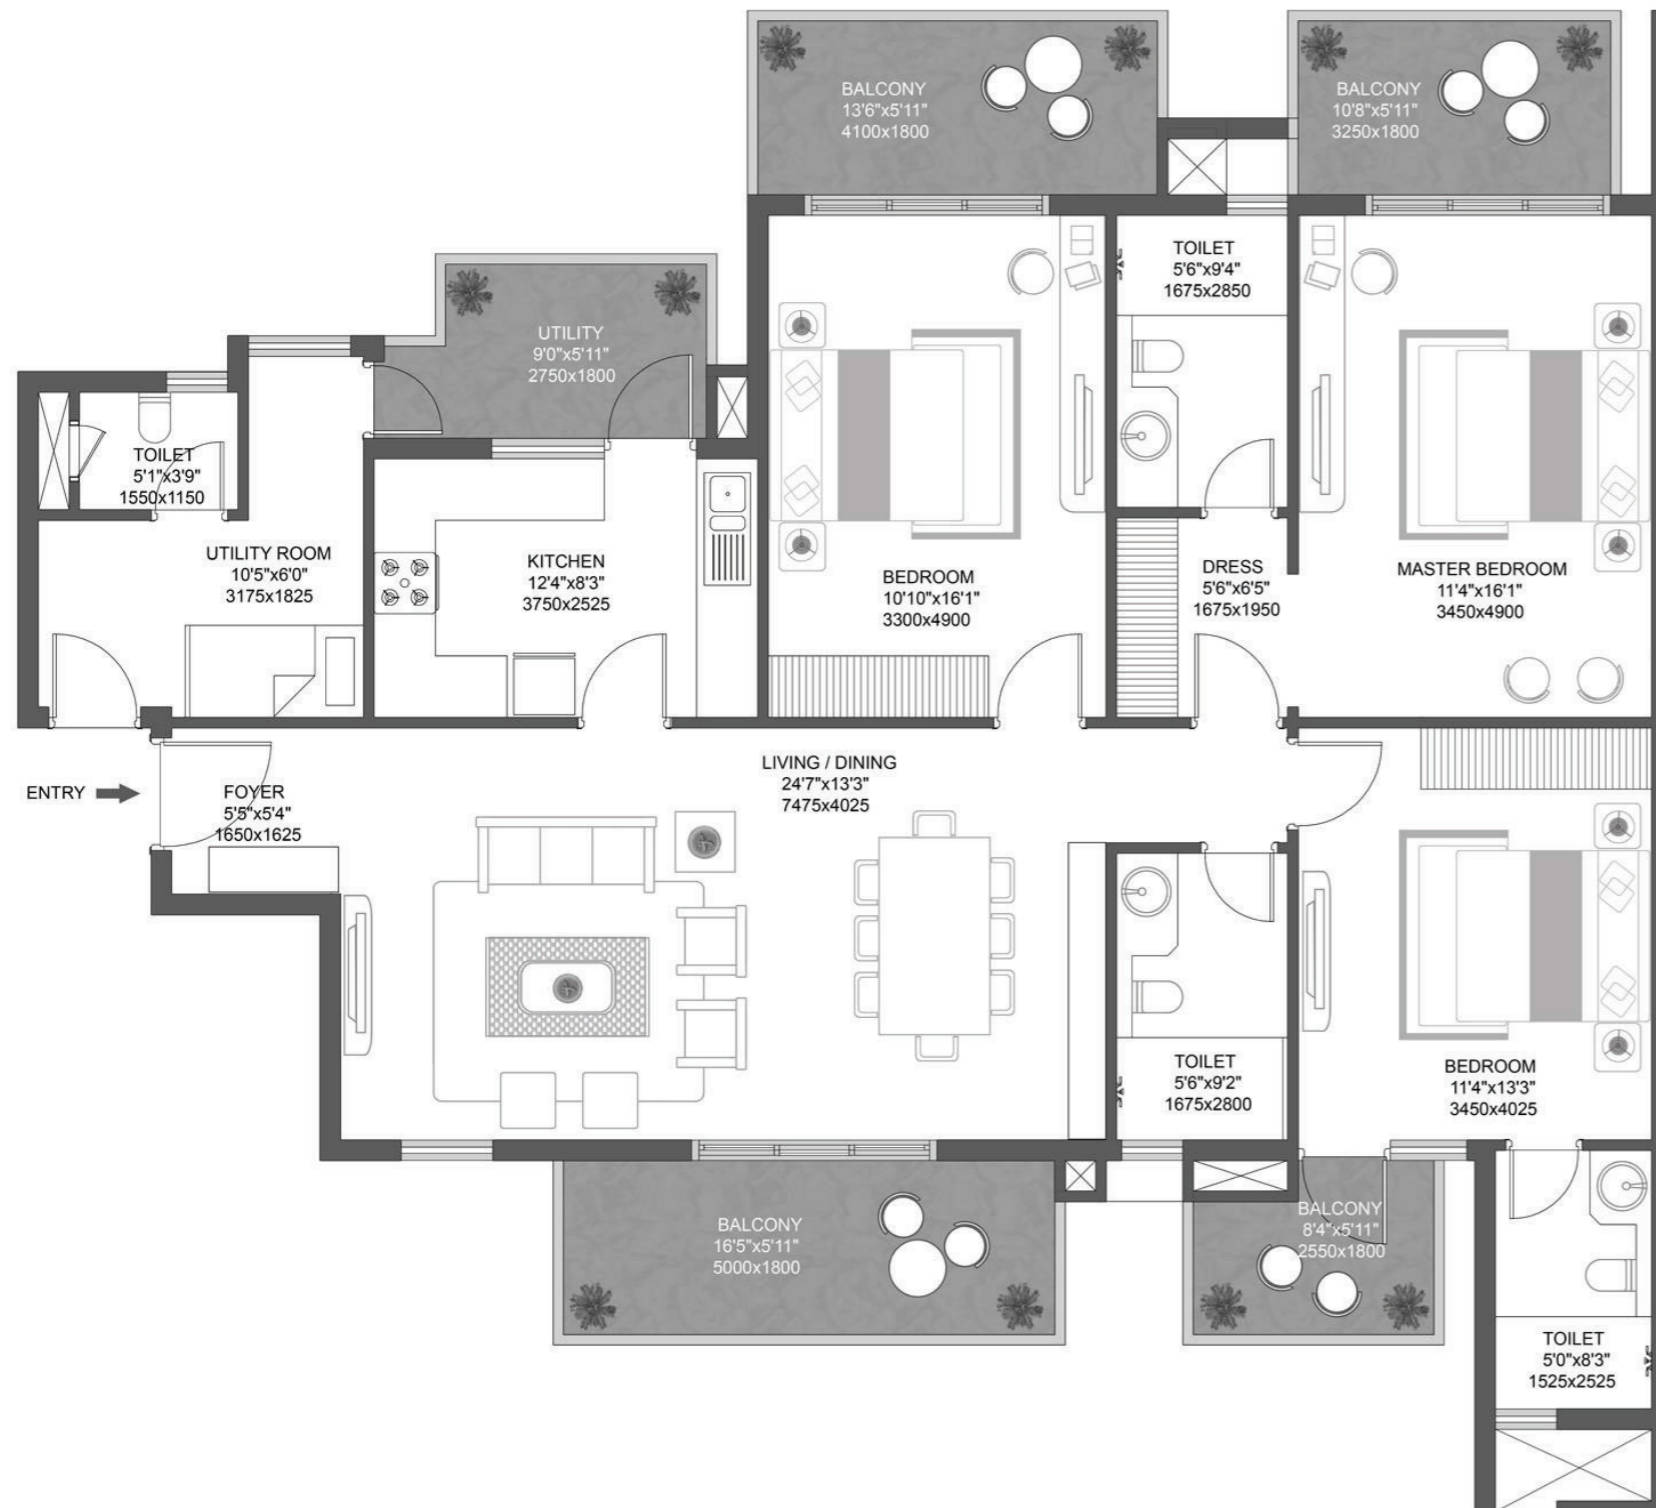 BALCONY
13'6"x5'11"
4100x1800
BALCONY
10'8"x5'11"
3250x1800
TOILET
5'6"x9'4"
1675x2850
UTILITY
9'0"x5'11"
2750x1800
TOILET
5'1"x3'9"
1550x1150
UTILITY ROOM
10'5"x6'0"
3175x1825
KITCHEN
12'4"x8'3"
3750x2525
BEDROOM
10'10"x16'1"
3300x4900
DRESS
5'6"x6'5"
1675x1950
MASTER BEDROOM
11'4"x16'1"
3450x4900
ENTRY
FOYER
5'5"x5'4"
1650x1625
LIVING / DINING
24'7"x13'3"
7475x4025
TOILET
5'6"x9'2"
1675x2800
BEDROOM
11'4"x13'3"
3450x4025
BALCONY
16'5"x5'11"
5000x1800
BALCONY
8'4"x5'11"
2550x1800
TOILET
5'0"x8'3"
1525x2525